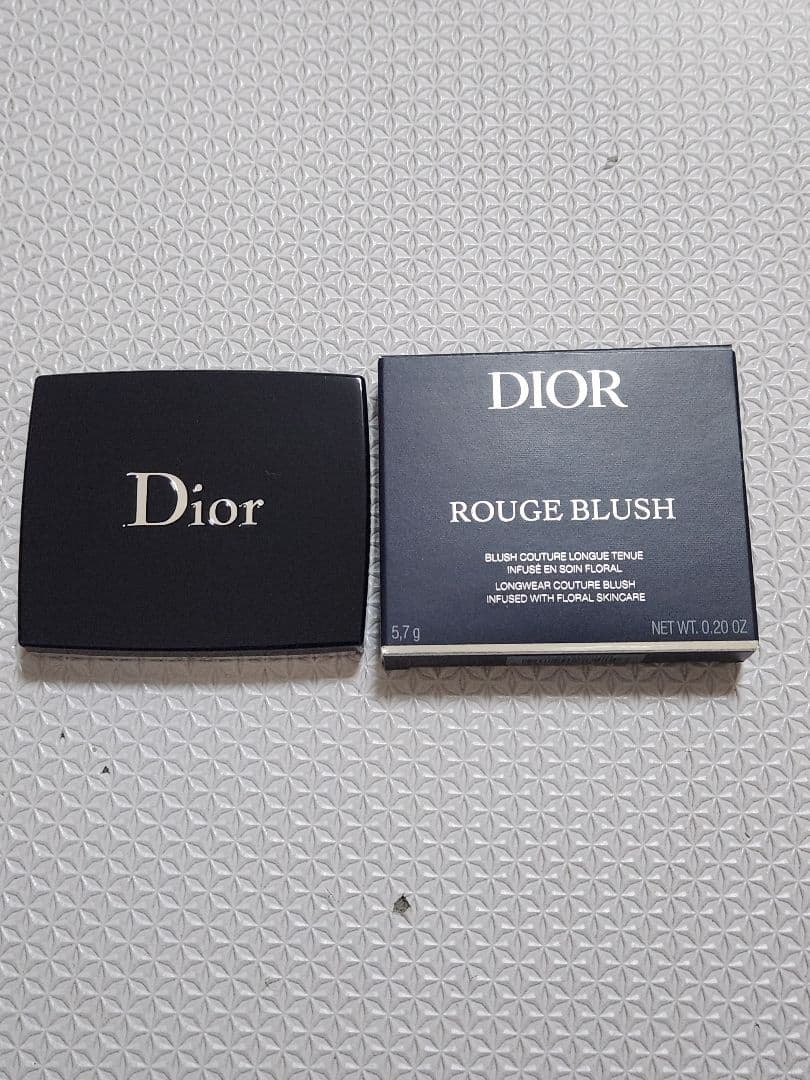 Dior
DIOR
ROUGE BLUSH
BLUSH COUTURE LONGUE TENUE
INFUSÉ EN SOIN FLORAL
LONGWEAR COUTURE BLUSH
INFUSED WITH FLORAL SKINCARE
5,7 g
NET WT. 0.20 OZ